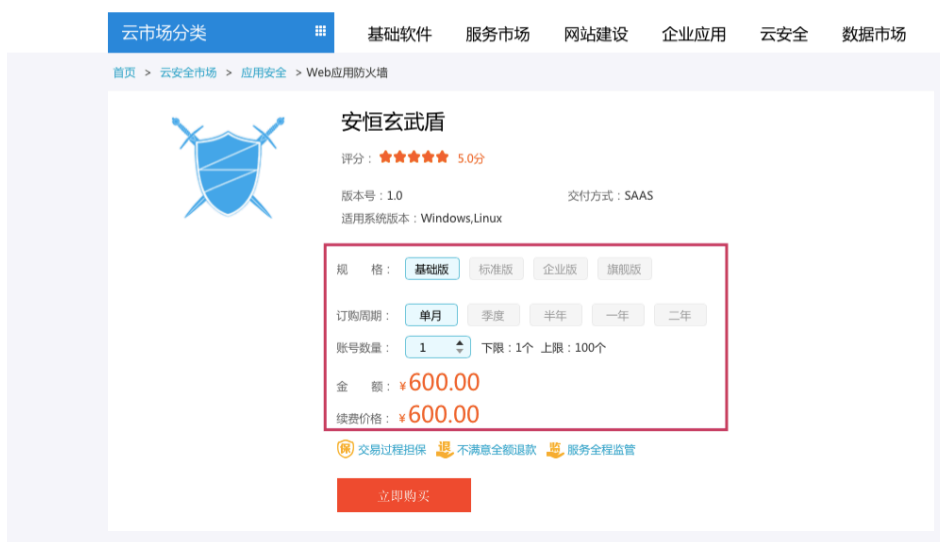 云市场分类 基础软件 服务市场 网站建设 企业应用 云安全 数据市场
首页 > 云安全市场 > 应用安全 > Web应用防火墙
安恒玄武盾
评分： 5.0分
版本号：1.0 交付方式：SAAS
适用系统版本：Windows,Linux
规 格： 基础版 标准版 企业版 旗舰版
订购周期： 单月 季度 半年 一年 二年
账号数量： 1 下限：1个 上限：100个
金 额： ¥600.00
续费价格： ¥600.00
保 交易过程担保 退 不满意全额退款 监 服务全程监管
立即购买